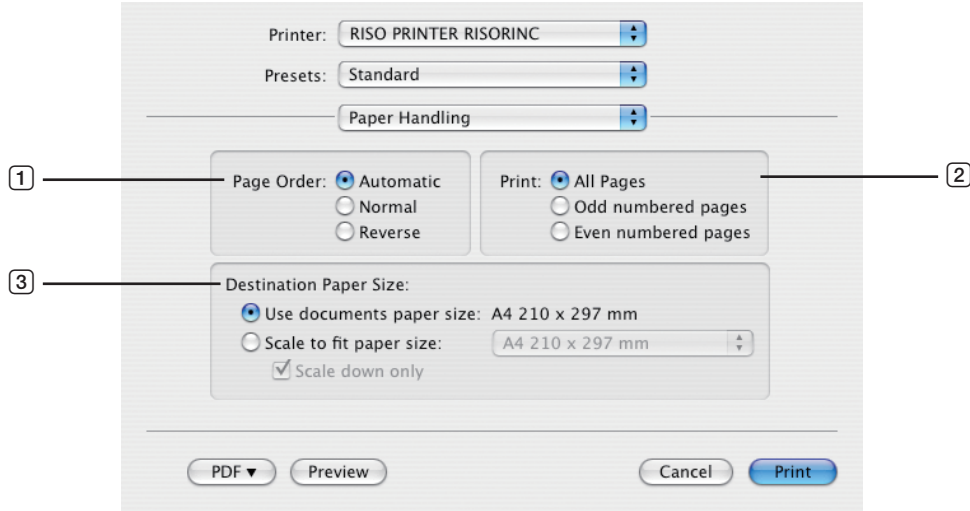 Printer: RISO PRINTER RISORINC
Presets: Standard
Paper Handling
1 Page Order: Automatic
Normal
Reverse
Print: All Pages 2
Odd numbered pages
Even numbered pages
3 Destination Paper Size:
Use documents paper size: A4 210 x 297 mm
Scale to fit paper size: A4 210 x 297 mm
Scale down only
PDF ▼ Preview Cancel Print